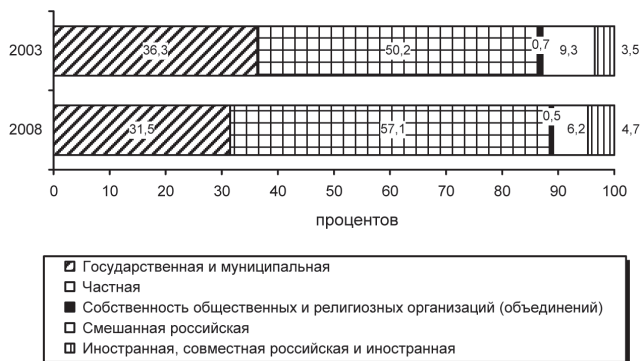 2003
36,3
50,2
0,7
9,3
3,5
2008
31,5
57,1
0,5
6,2
4,7
0 10 20 30 40 50 60 70 80 90 100
процентов
Государственная и муниципальная
Частная
Собственность общественных и религиозных организаций (объединений)
Смешанная российская
Иностранная, совместная российская и иностранная